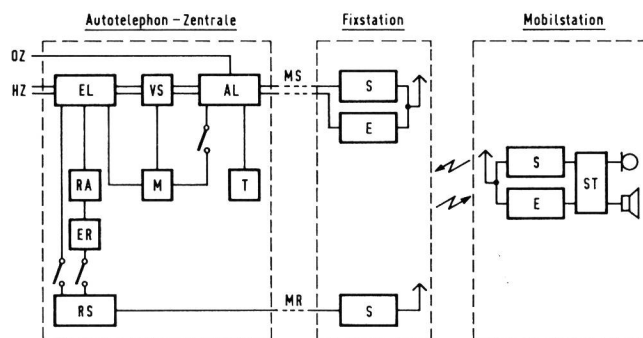 Autotelephon – Zentrale
Fixstation
Mobilstation
OZ
HZ
EL
VS
AL
MS
S
E
S
E
ST
RA
M
T
ER
RS
MR
S